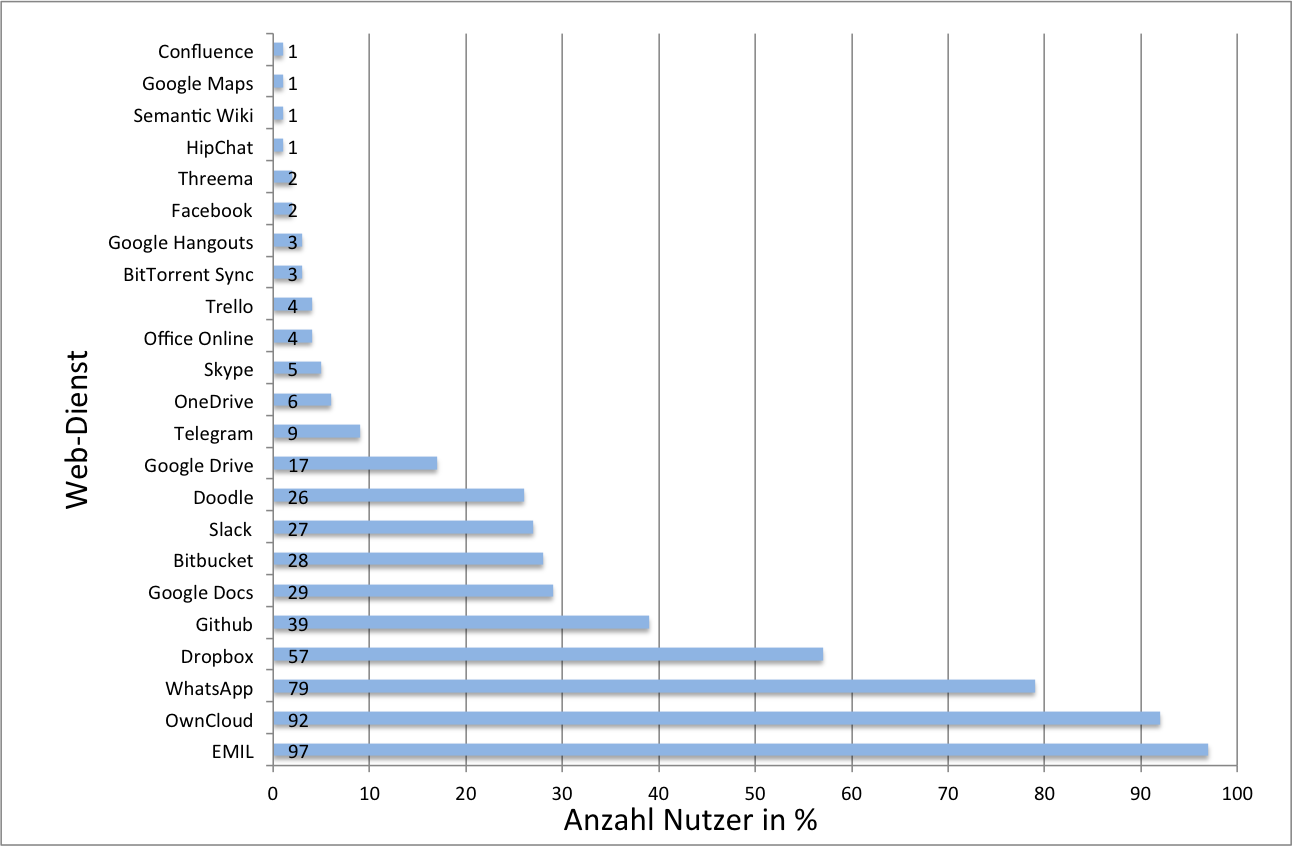 Confluence 1
Google Maps 1
Semantic Wiki 1
HipChat 1
Threema 2
Facebook 2
Google Hangouts 3
BitTorrent Sync 3
Trello 4
Office Online 4
Skype 5
OneDrive 6
Telegram 9
Google Drive 17
Doodle 26
Slack 27
Bitbucket 28
Google Docs 29
Github 39
Dropbox 57
WhatsApp 79
OwnCloud 92
EMIL 97
Web-Dienst
0 10 20 30 40 50 60 70 80 90 100
Anzahl Nutzer in %